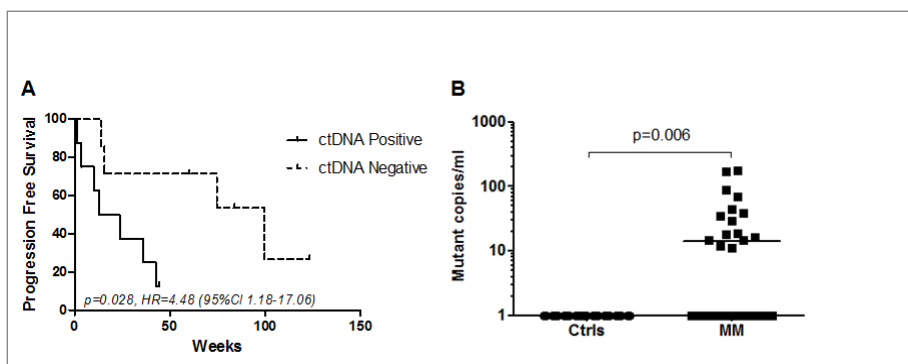 A
100
80
60
40
20
0
Progression Free Survival
p=0.028, HR=4.48 (95%CI 1.18-17.06)
0 50 100 150
Weeks
ctDNA Positive
ctDNA Negative
B
p=0.006
1000
100
10
1
Mutant copies/ml
Ctrls MM